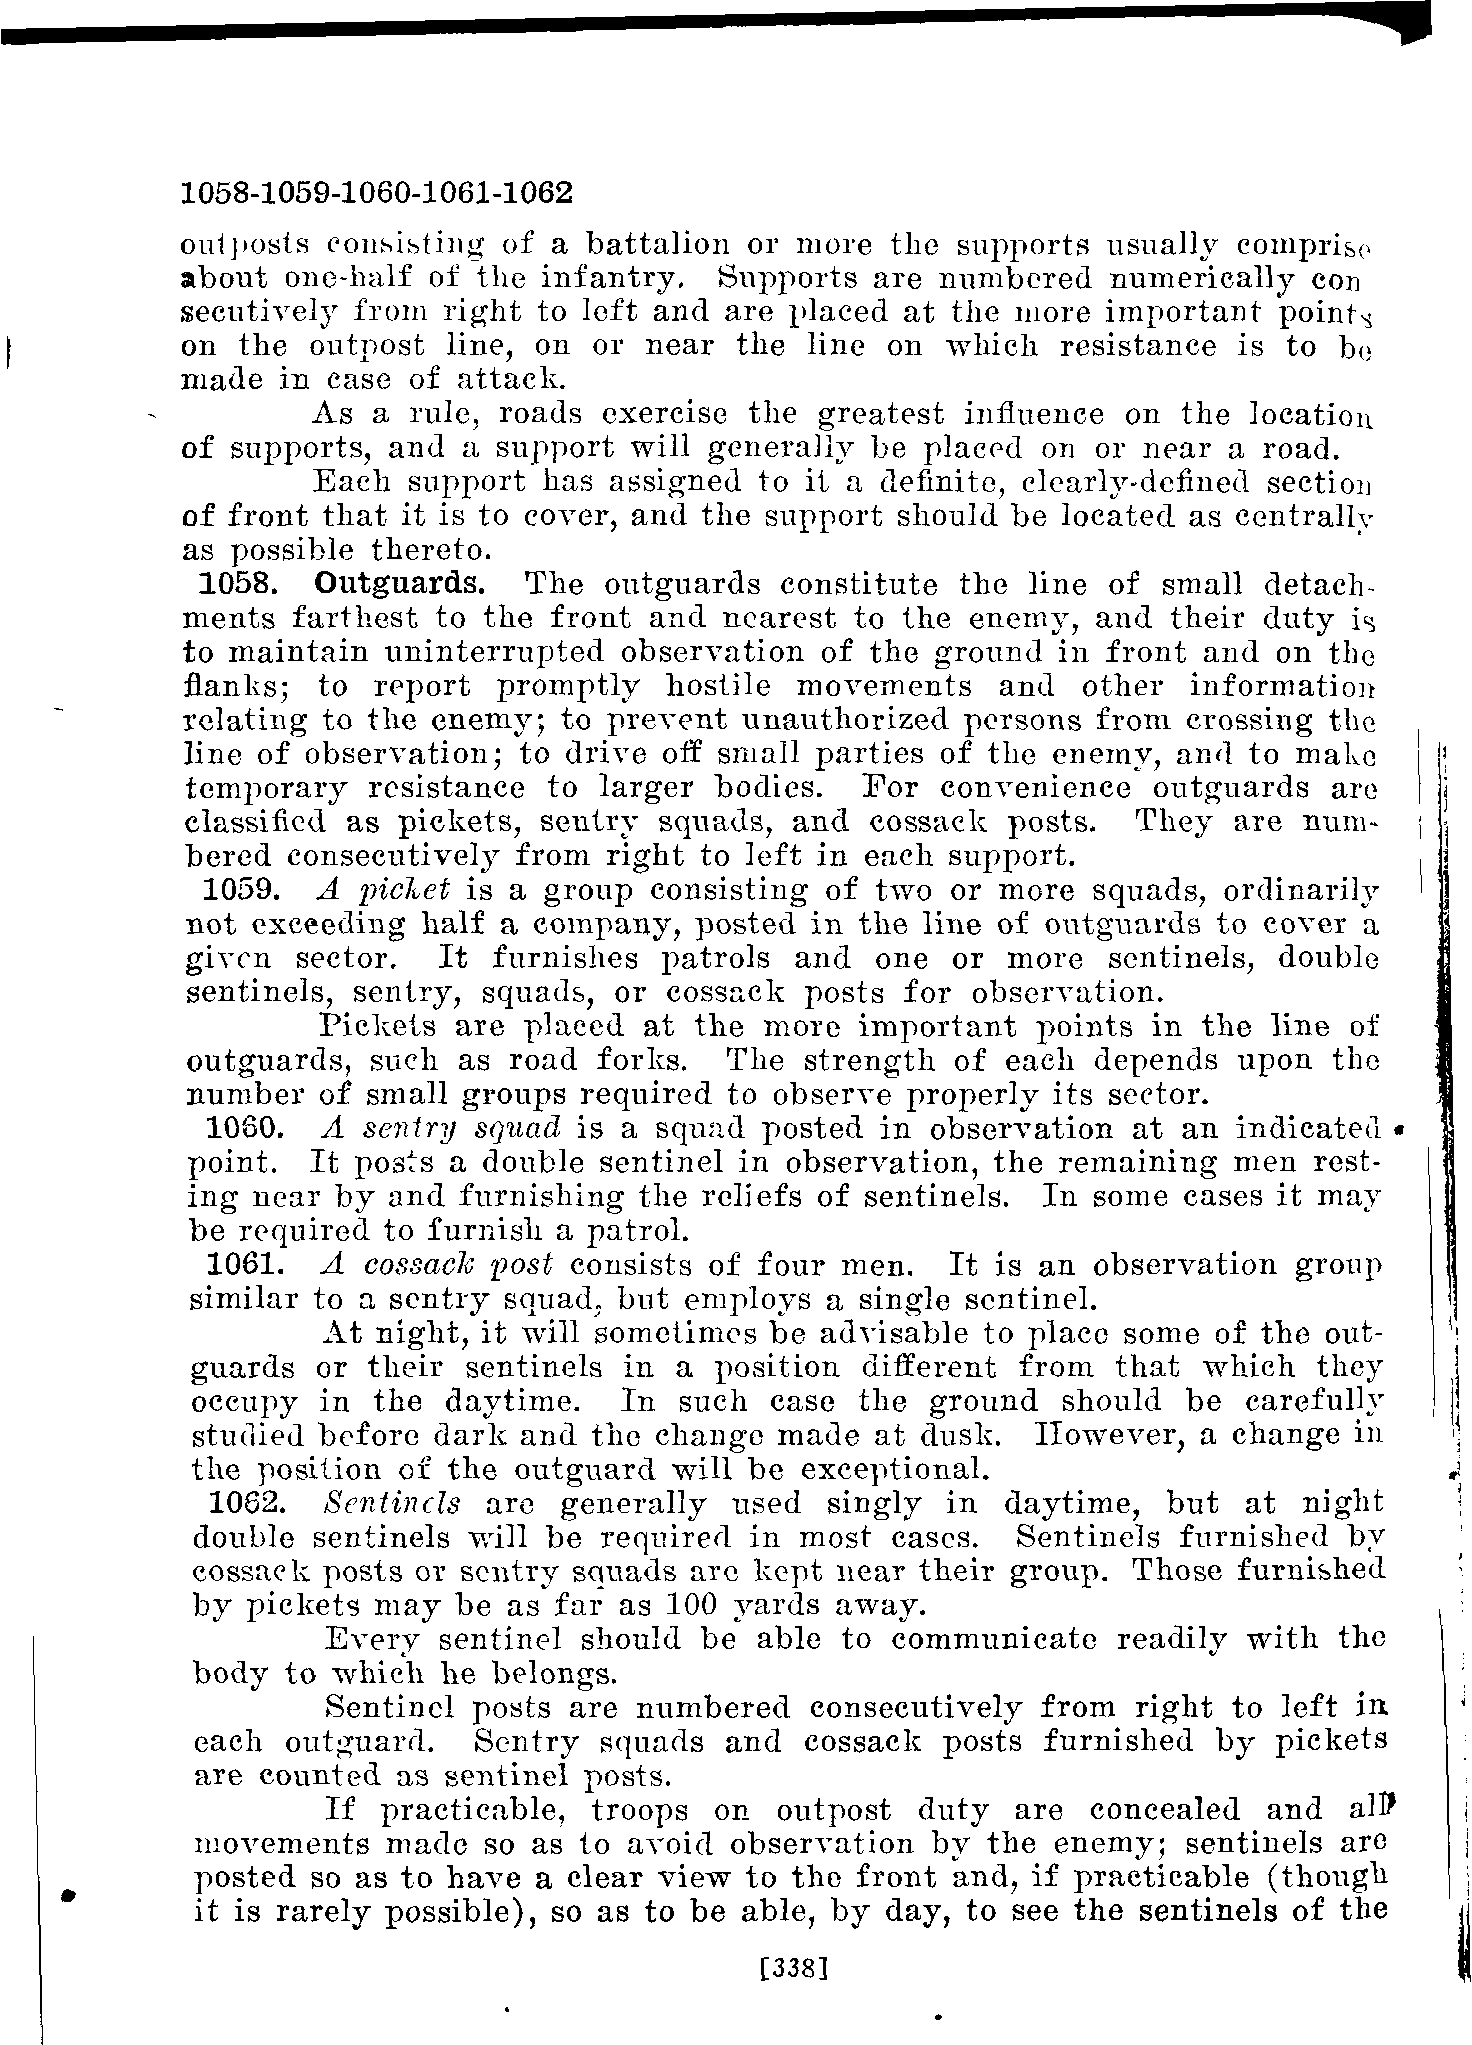 1058-1059-1060-1061-1062
outposts consisting of a battalion or more the supports usually comprise
about one-half of the infantry. Supports are numbered numerically con
secutively from right to left and are placed at the more important points
on the outpost line, on or near the line on which resistance is to be
made in case of attack.
As a rule, roads exercise the greatest influence on the location
of supports, and a support will generally be placed on or near a road.
Each support has assigned to it a definite, clearly-defined section
of front that it is to cover, and the support should be located as centrally
as possible thereto.
1058. Outguards. The outguards constitute the line of small detach-
ments farthest to the front and nearest to the enemy, and their duty is
to maintain uninterrupted observation of the ground in front and on the
flanks; to report promptly hostile movements and other information
relating to the enemy; to prevent unauthorized persons from crossing the
line of observation; to drive off small parties of the enemy, and to make
temporary resistance to larger bodies. For convenience outguards are
classified as pickets, sentry squads, and cossack posts. They are num-
bered consecutively from right to left in each support.
1059. A picket is a group consisting of two or more squads, ordinarily
not exceeding half a company, posted in the line of outguards to cover a
given sector. It furnishes patrols and one or more sentinels, double
sentinels, sentry, squads, or cossack posts for observation.
Pickets are placed at the more important points in the line of
outguards, such as road forks. The strength of each depends upon the
number of small groups required to observe properly its sector.
1060. A sentry squad is a squad posted in observation at an indicated
point. It posts a double sentinel in observation, the remaining men rest-
ing near by and furnishing the reliefs of sentinels. In some cases it may
be required to furnish a patrol.
1061. A cossack post consists of four men. It is an observation group
similar to a sentry squad, but employs a single sentinel.
At night, it will sometimes be advisable to place some of the out-
guards or their sentinels in a position different from that which they
occupy in the daytime. In such case the ground should be carefully
studied before dark and the change made at dusk. However, a change in
the position of the outguard will be exceptional.
1062. Sentinels are generally used singly in daytime, but at night
double sentinels will be required in most cases. Sentinels furnished by
cossack posts or sentry squads are kept near their group. Those furnished
by pickets may be as far as 100 yards away.
Every sentinel should be able to communicate readily with the
body to which he belongs.
Sentinel posts are numbered consecutively from right to left in
each outguard. Sentry squads and cossack posts furnished by pickets
are counted as sentinel posts.
If practicable, troops on outpost duty are concealed and all
movements made so as to avoid observation by the enemy; sentinels are
posted so as to have a clear view to the front and, if practicable (though
it is rarely possible), so as to be able, by day, to see the sentinels of the
[338]